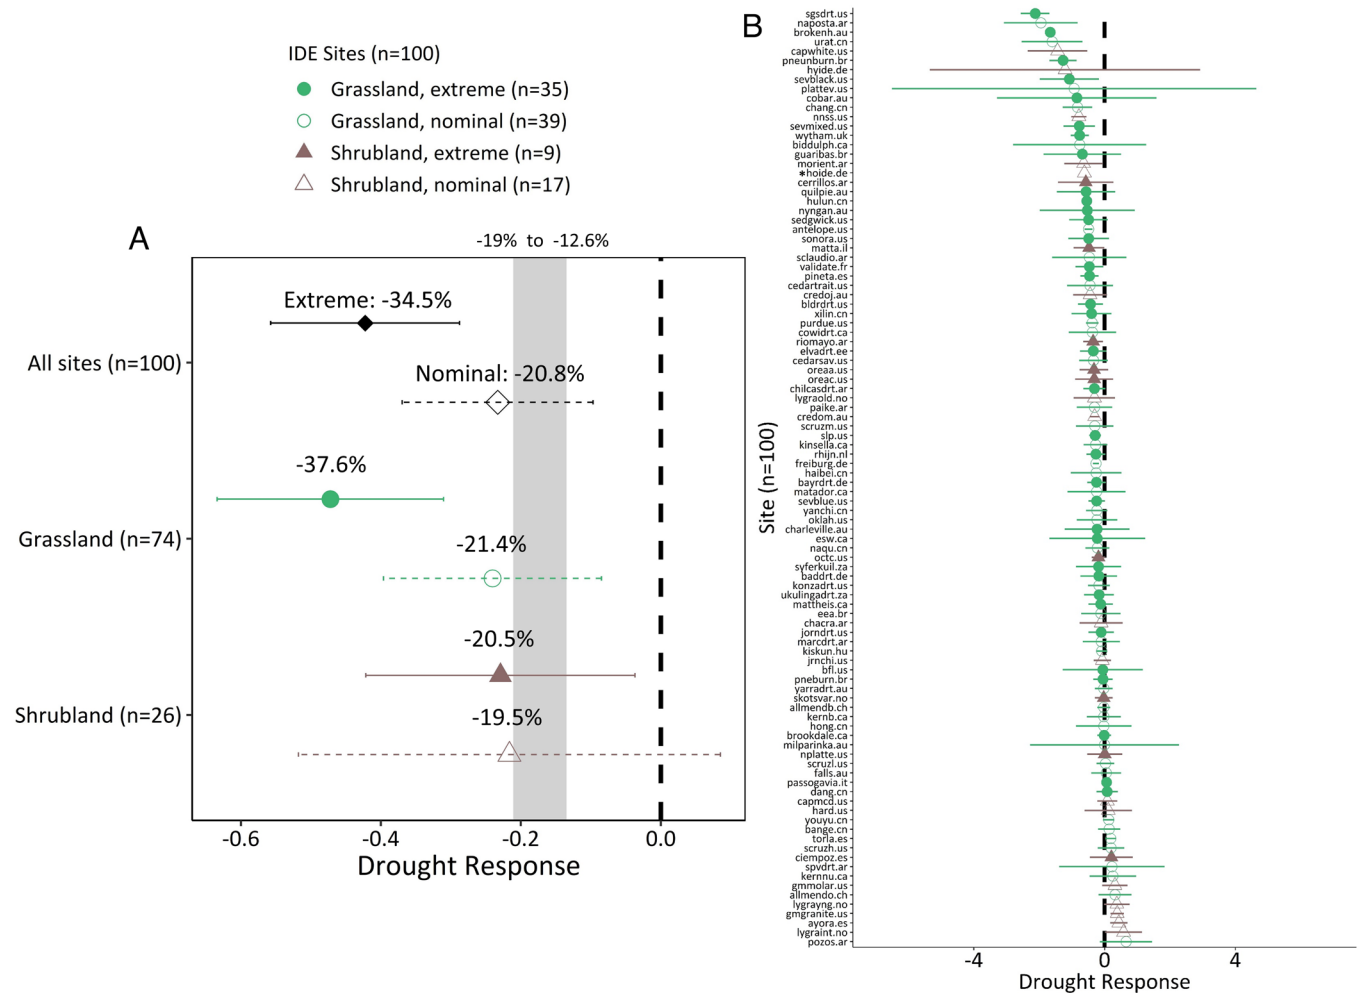 IDE Sites (n=100)
Grassland, extreme (n=35)
Grassland, nominal (n=39)
Shrubland, extreme (n=9)
Shrubland, nominal (n=17)
A
-19% to -12.6%
Extreme: -34.5%
All sites (n=100)
Nominal: -20.8%
-37.6%
Grassland (n=74)
-21.4%
-20.5%
Shrubland (n=26)
-19.5%
-0.6
-0.4
-0.2
0.0
Drought Response
B
Site (n=100)
sgsdrt.us
naposta.ar
brokenh.au
urat.cn
capwhite.us
pneunburn.br
hyide.de
sevblack.us
plattev.us
cobar.au
chang.cn
nnss.us
sevmixed.us
wytham.uk
biddulph.ca
guaribas.br
morient.ar
*hoide.de
cerrillos.ar
quilpie.au
hulun.cn
nyngan.au
sedgwick.us
antelope.us
sonora.us
matta.il
sclaudio.ar
validate.fr
pineta.es
cedartrait.us
credoj.au
bldrdrt.us
xilin.cn
purdue.us
cowidrt.ca
riomayo.ar
elvadrt.ee
cedarsav.us
oreaa.us
oreac.us
chilcasdrt.ar
lygraold.no
paike.ar
credom.au
scruzm.us
slp.us
kinsella.ca
rhijn.nl
freiburg.de
haibei.cn
bayrdrt.de
matador.ca
sevblue.us
yanchi.cn
oklah.us
charleville.au
esw.ca
naqu.cn
octc.us
syferkuil.za
baddrt.de
konzadrt.us
ukulingadrt.za
mattheis.ca
eea.br
chacra.ar
jorndrt.us
marcdrt.ar
kiskun.hu
jrnchi.us
bfl.us
pneburn.br
yarradrt.au
skotsvar.no
allmendb.ch
kernb.ca
hong.cn
brookdale.ca
milparinka.au
nplatte.us
scruzl.us
falls.au
passogavia.it
dang.cn
capmcd.us
hard.us
youyu.cn
bange.cn
torla.es
scruzh.us
ciempoz.es
spvdrt.ar
kernnu.ca
gmmolar.us
allmendo.ch
lygrayng.no
gmgranite.us
ayora.es
lygraint.no
pozos.ar
-4
0
4
Drought Response